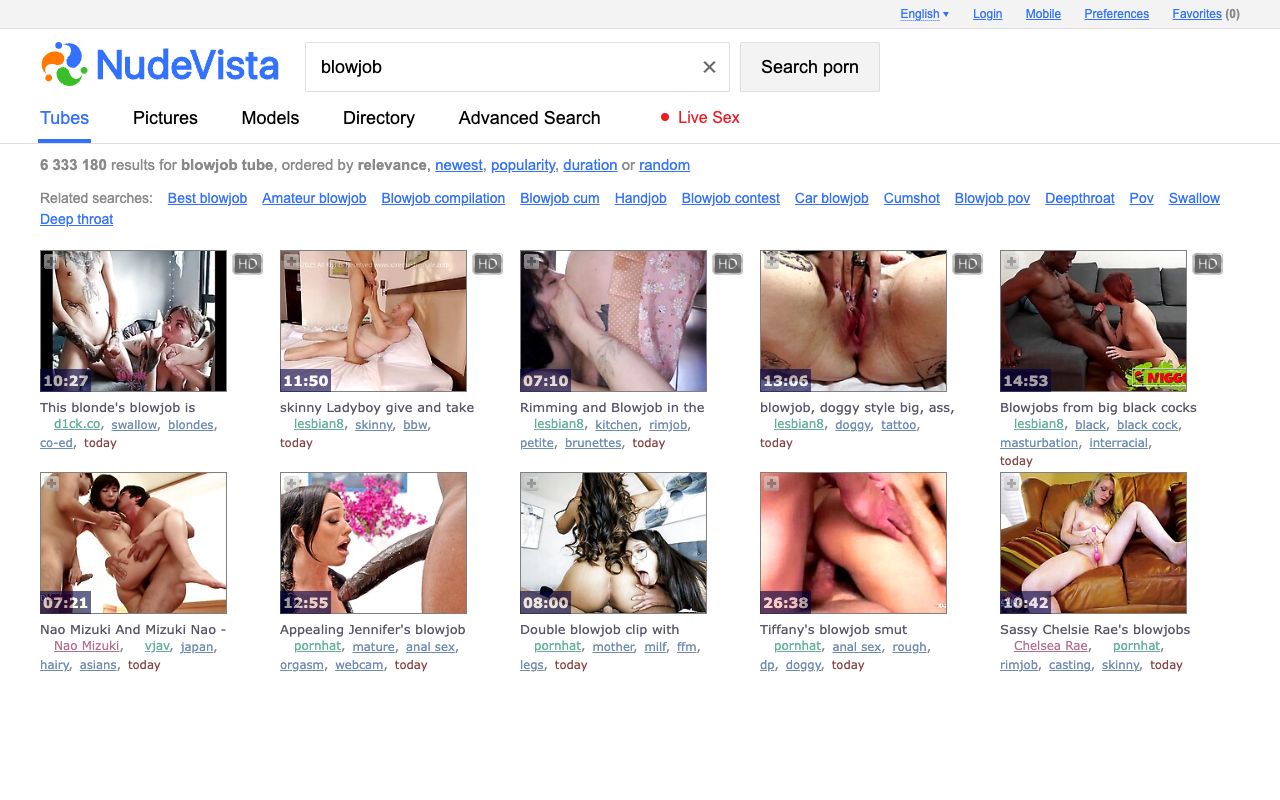 English ▾ Login Mobile Preferences Favorites (0)
NudeVista
blowjob ✕ Search porn
Tubes Pictures Models Directory Advanced Search Live Sex
6 333 180 results for blowjob tube, ordered by relevance, newest, popularity, duration or random
Related searches: Best blowjob Amateur blowjob Blowjob compilation Blowjob cum Handjob Blowjob contest Car blowjob Cumshot Blowjob pov Deepthroat Pov Swallow
Deep throat
HD HD HD HD HD
10:27 11:50 07:10 13:06 14:53
This blonde's blowjob is
d1ck.co, swallow, blondes,
co-ed, today
skinny Ladyboy give and take
lesbian8, skinny, bbw,
today
Rimming and Blowjob in the
lesbian8, kitchen, rimjob,
petite, brunettes, today
blowjob, doggy style big, ass,
lesbian8, doggy, tattoo,
today
Blowjobs from big black cocks
lesbian8, black, black cock,
masturbation, interracial,
today
07:21 12:55 08:00 26:38 10:42
Nao Mizuki And Mizuki Nao -
Nao Mizuki, vjav, japan,
hairy, asians, today
Appealing Jennifer's blowjob
pornhat, mature, anal sex,
orgasm, webcam, today
Double blowjob clip with
pornhat, mother, milf, ffm,
legs, today
Tiffany's blowjob smut
pornhat, anal sex, rough,
dp, doggy, today
Sassy Chelsie Rae's blowjobs
Chelsea Rae, pornhat,
rimjob, casting, skinny, today